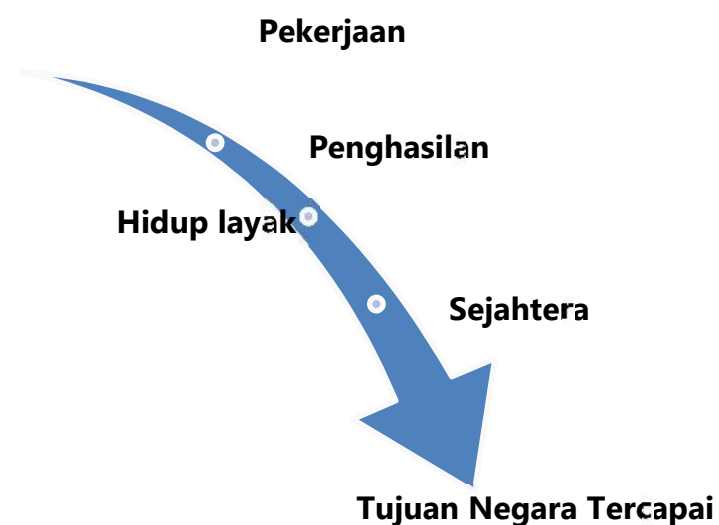 Pekerjaan
Penghasilan
Hidup layak
Sejahtera
Tujuan Negara Tercapai